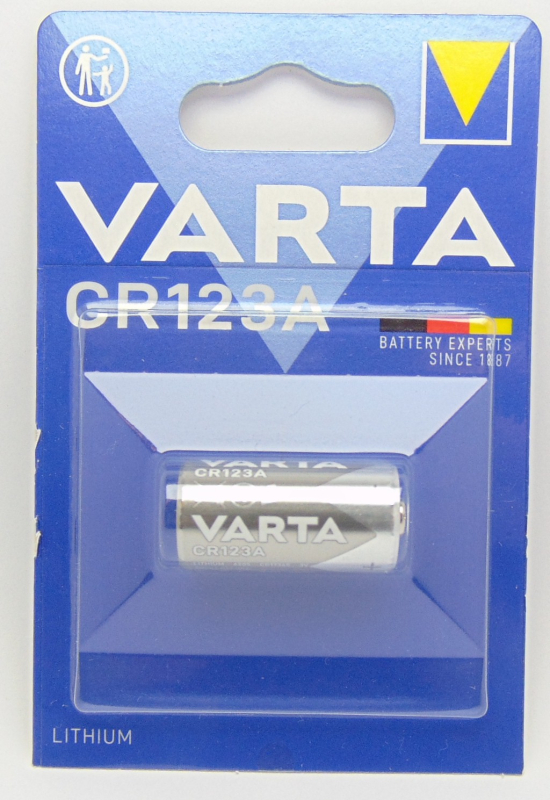 VARTA
CR123A
BATTERY EXPERTS
SINCE 1887
VARTA
CR123A
VARTA
CR123A
LITHIUM